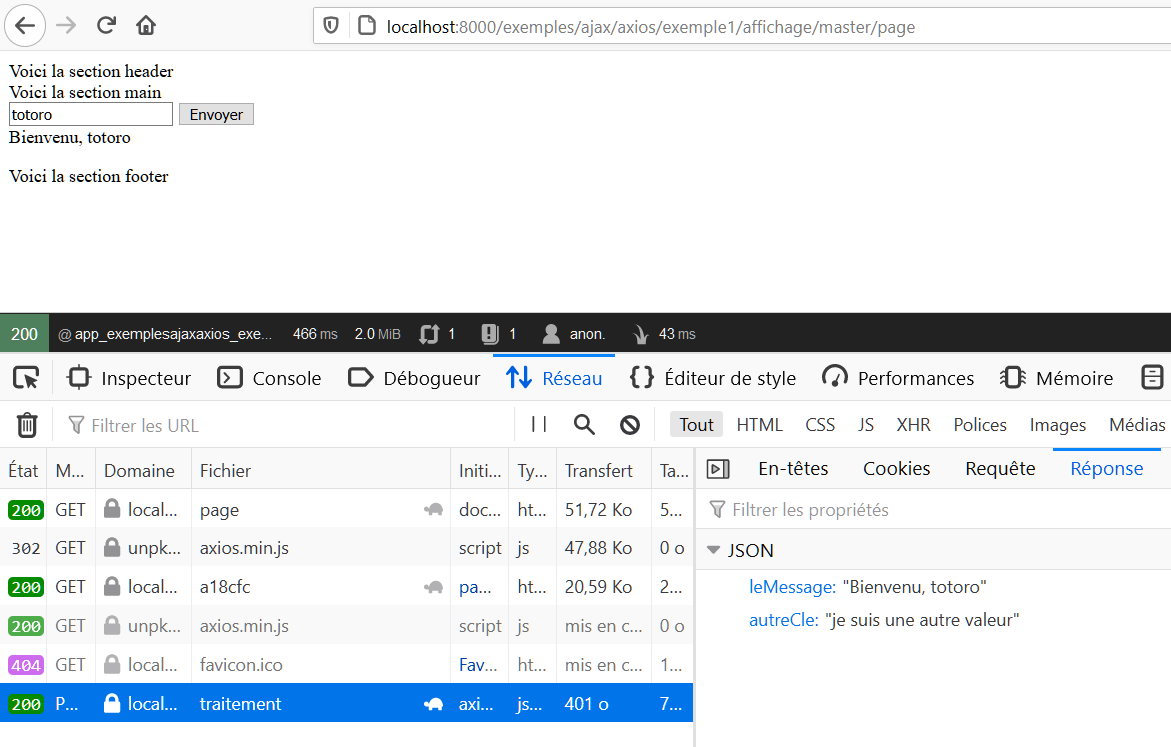 localhost:8000/exemples/ajax/axios/exemple1/affichage/master/page
Voici la section header
Voici la section main
totoro Envoyer
Bienvenu, totoro
Voici la section footer
200 @ app_exemplesajaxaxios_exe... 466 ms 2.0 MiB 1 1 anon. 43 ms
Inspecteur Console Débogueur Réseau Éditeur de style Performances Mémoire
Filtrer les URL Tout HTML CSS JS XHR Polices Images Médias
État M... Domaine Fichier Initi... Ty... Transfert Ta... En-têtes Cookies Requête Réponse
200 GET local... page doc... ht... 51,72 Ko 5... Filtrer les propriétés
302 GET unpk... axios.min.js script js 47,88 Ko 0 o JSON
200 GET local... a18cfc pa... ht... 20,59 Ko 2... leMessage: "Bienvenu, totoro"
200 GET unpk... axios.min.js script js mis en c... 0 o autreCle: "je suis une autre valeur"
404 GET local... favicon.ico Fav... ht... mis en c... 1...
200 P... local... traitement axi... js... 401 o 7...